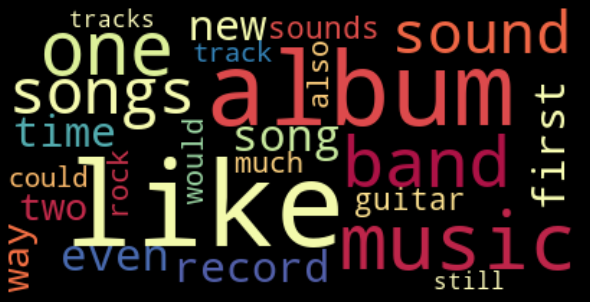 tracks
new
sounds
sound
one
track
also
album
songs
time
would
song
first
rock
much
band
could
like
guitar
two
music
way
even
record
still